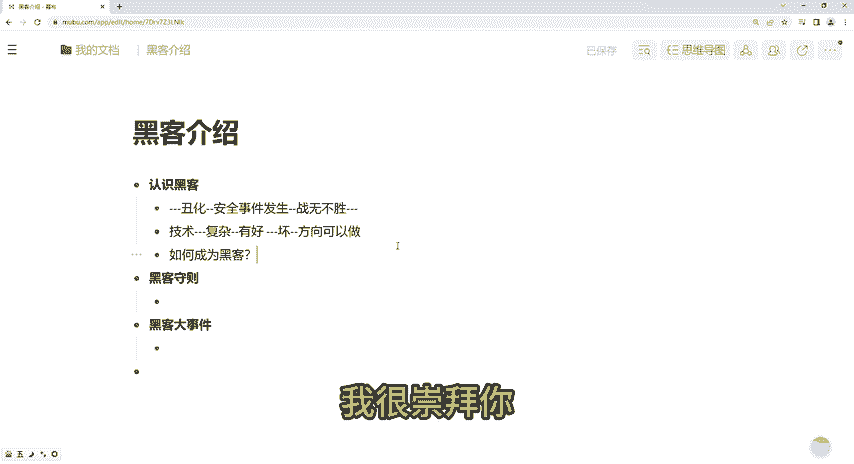 黑客介绍 - 幕布
mubu.com/app/edit/home/7Drv7Z3LNlk
我的文档 | 黑客介绍
已保存
思维导图
黑客介绍
认识黑客
---丑化--安全事件发生--战无不胜---
技术---复杂--有好 ---坏--方向可以做
如何成为黑客?
黑客守则
黑客大事件
我很崇拜你
五